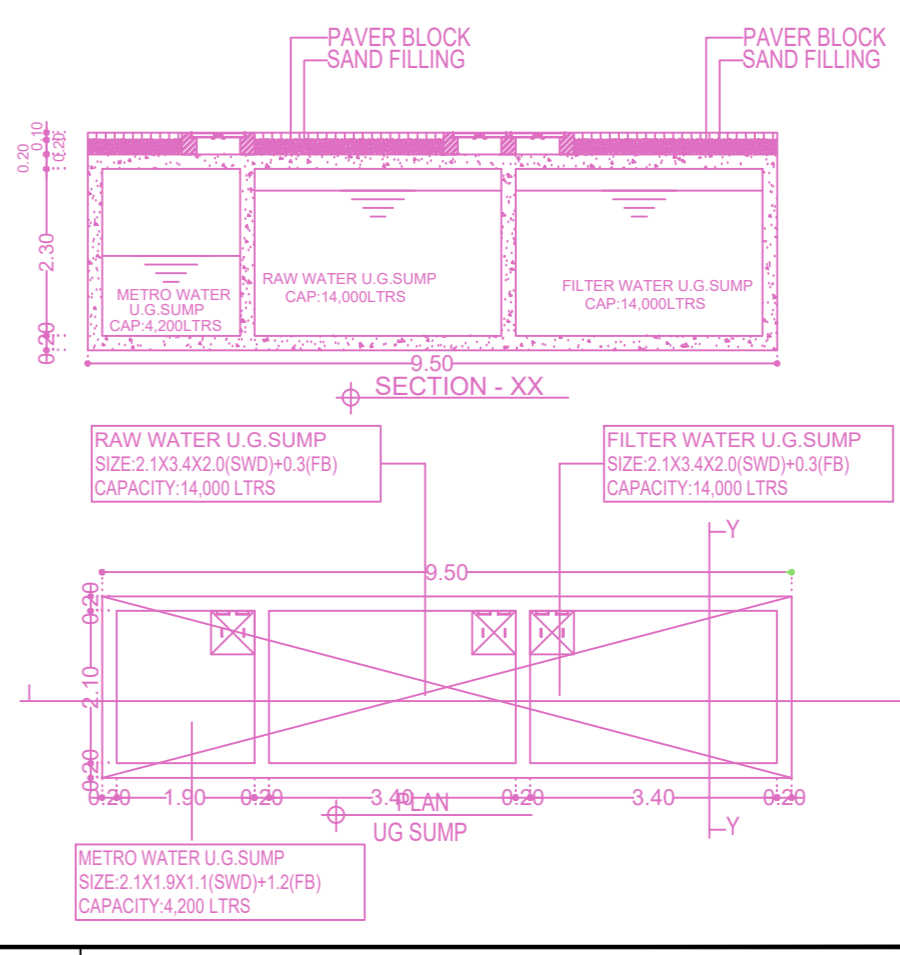 PAVER BLOCK
SAND FILLING
PAVER BLOCK
SAND FILLING
0.10
0.20
0.20
2.30
0.20
METRO WATER
U.G.SUMP
CAP:4,200LTRS
RAW WATER U.G.SUMP
CAP:14,000LTRS
FILTER WATER U.G.SUMP
CAP:14,000LTRS
9.50
SECTION - XX
RAW WATER U.G.SUMP
SIZE:2.1X3.4X2.0(SWD)+0.3(FB)
CAPACITY:14,000 LTRS
FILTER WATER U.G.SUMP
SIZE:2.1X3.4X2.0(SWD)+0.3(FB)
CAPACITY:14,000 LTRS
Y
9.50
0.20
2.10
0.20
0.20 1.90 0.20 3.40 0.20 3.40 0.20
PLAN
UG SUMP
Y
METRO WATER U.G.SUMP
SIZE:2.1X1.9X1.1(SWD)+1.2(FB)
CAPACITY:4,200 LTRS